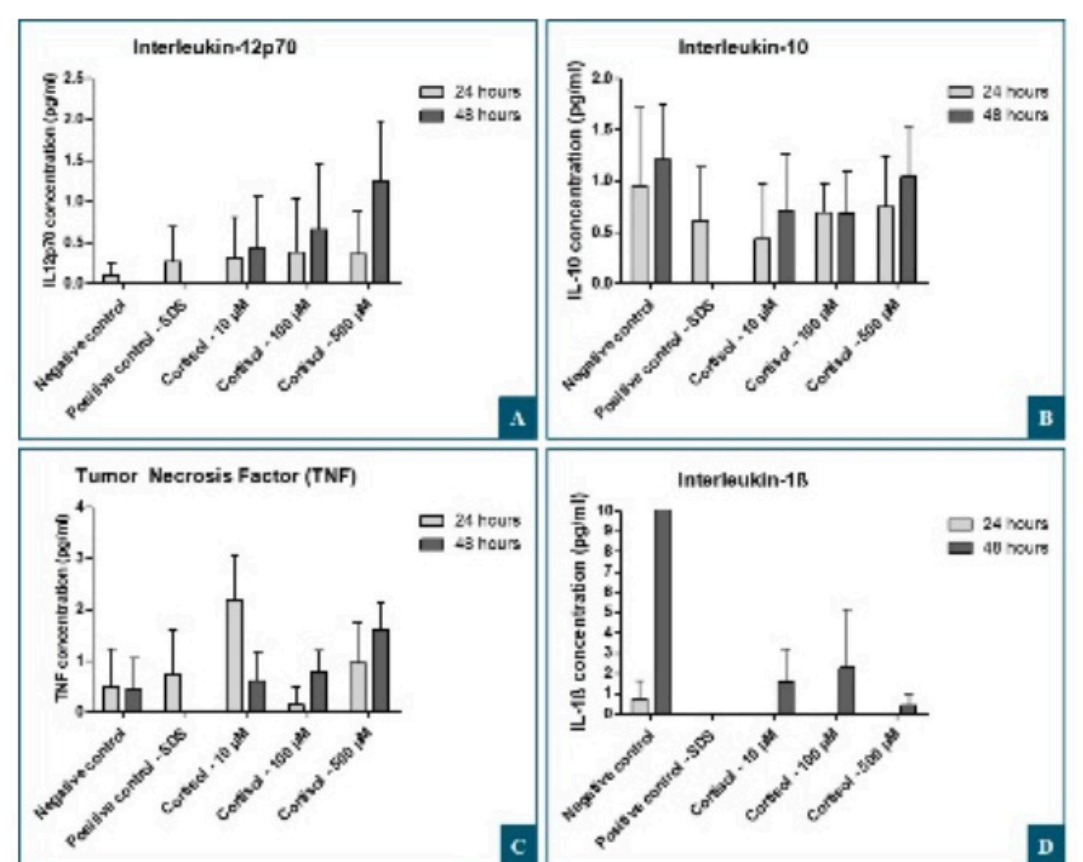 Interleukin-12p70
IL12p70 concentration (pg/ml)
2.5
2.0
1.5
1.0
0.5
0.0
24 hours
48 hours
Negative control
Positive control - SDS
Cortisol - 10 µM
Cortisol - 100 µM
Cortisol - 500 µM
A
Interleukin-10
IL-10 concentration (pg/ml)
2.0
1.5
1.0
0.5
0.0
24 hours
48 hours
Negative control
Positive control - SDS
Cortisol - 10 µM
Cortisol - 100 µM
Cortisol - 500 µM
B
Tumor Necrosis Factor (TNF)
TNF concentration (pg/ml)
4
3
2
1
0
24 hours
48 hours
Negative control
Positive control - SDS
Cortisol - 10 µM
Cortisol - 100 µM
Cortisol - 500 µM
C
Interleukin-1ß
IL-1ß concentration (pg/ml)
10
9
8
7
6
5
4
3
2
1
0
24 hours
48 hours
Negative control
Positive control - SDS
Cortisol - 10 µM
Cortisol - 100 µM
Cortisol - 500 µM
D